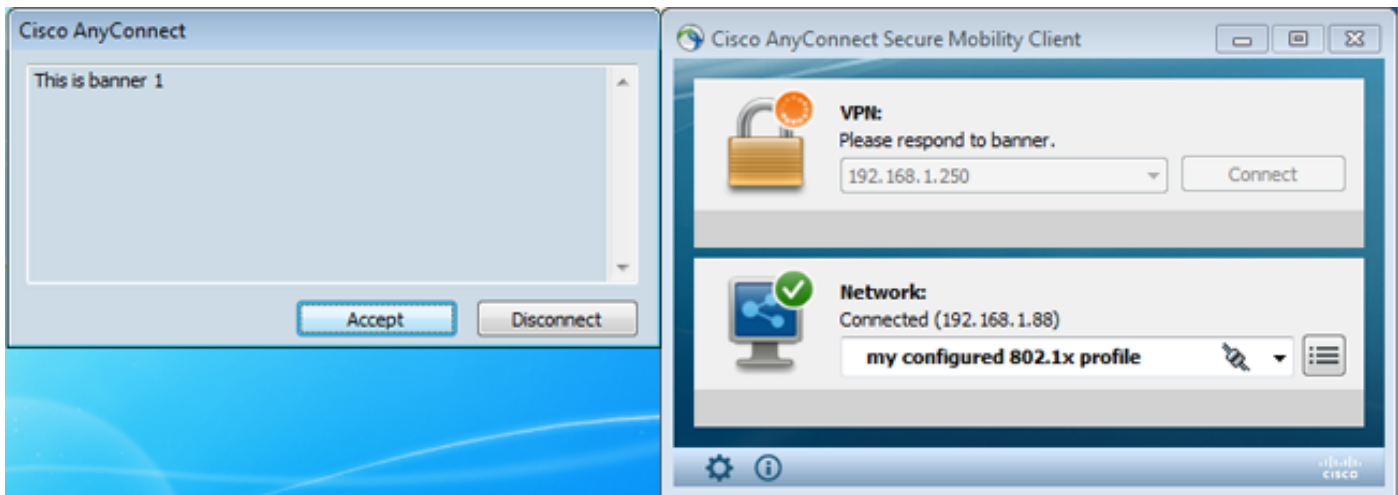 Cisco AnyConnect
This is banner 1
Accept
Disconnect
Cisco AnyConnect Secure Mobility Client
VPN:
Please respond to banner.
192.168.1.250
Connect
Network:
Connected (192.168.1.88)
my configured 802.1x profile
CISCO